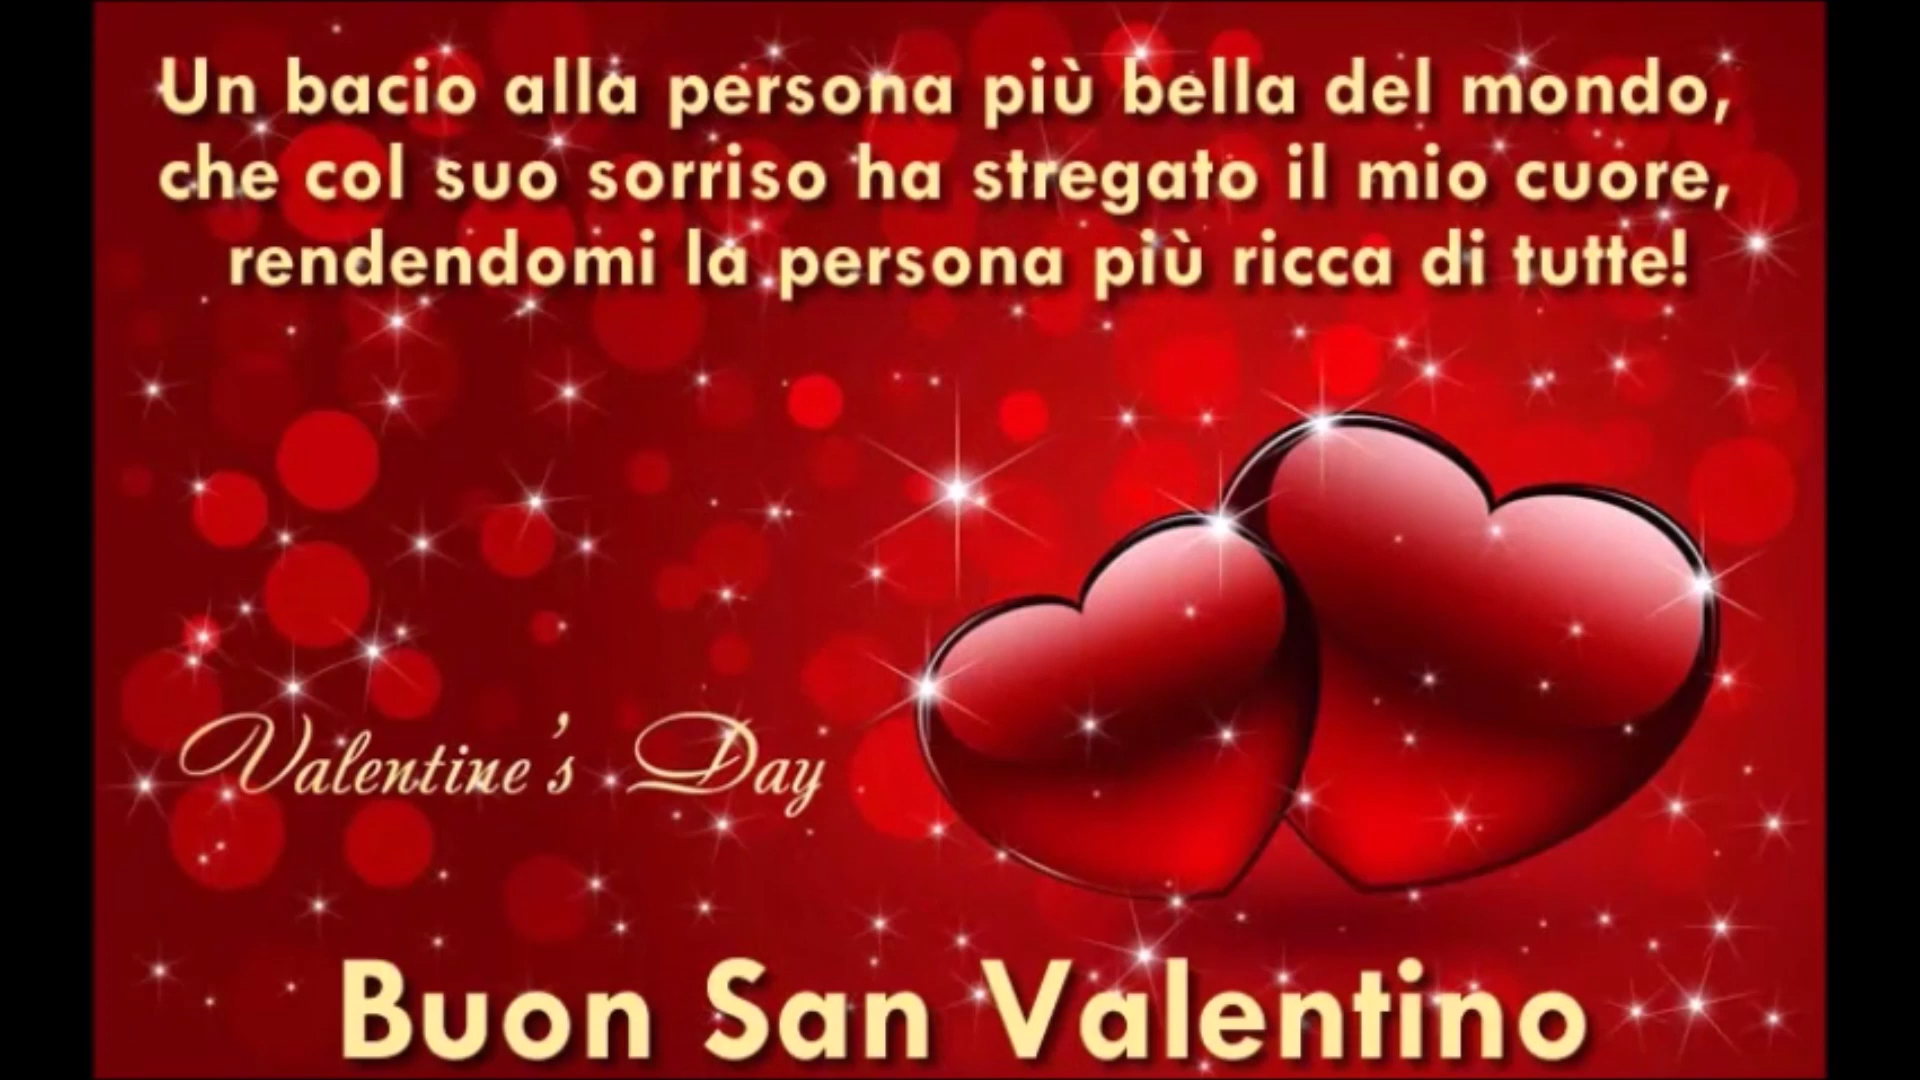 Un bacio alla persona più bella del mondo,
che col suo sorriso ha stregato il mio cuore,
rendendomi la persona più ricca di tutte!
Valentine's Day
Buon San Valentino